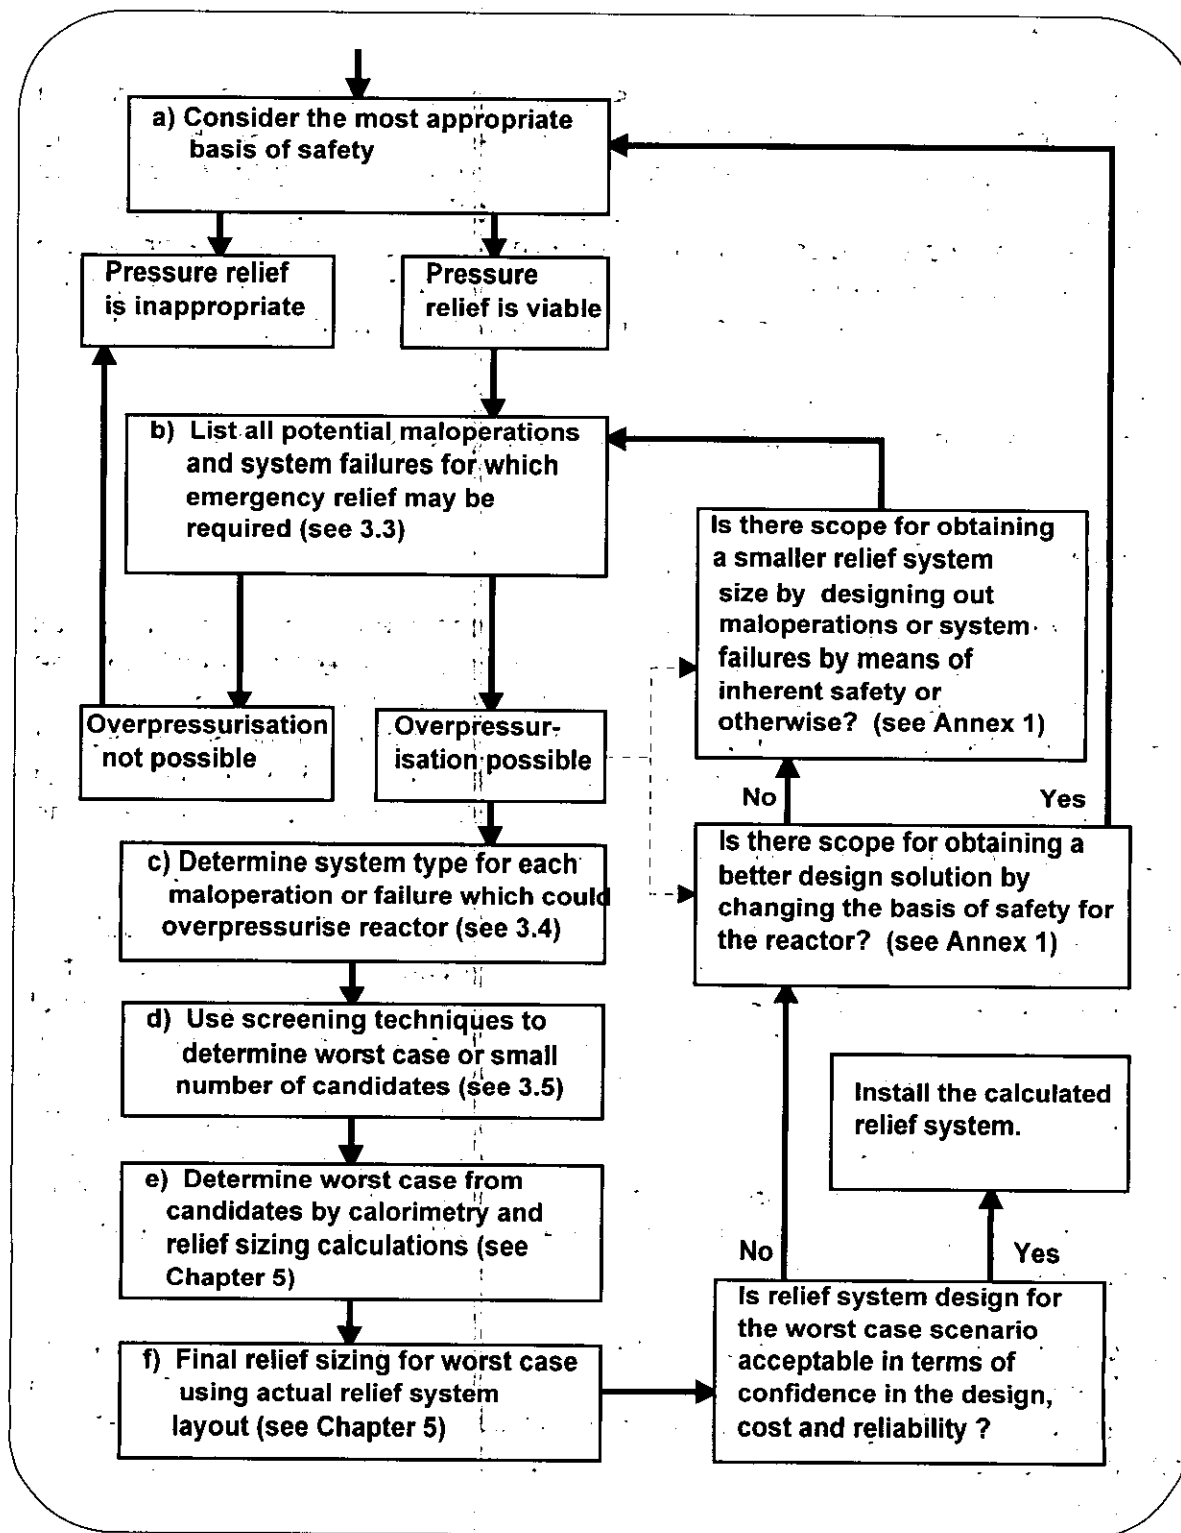 a) Consider the most appropriate
basis of safety
Pressure relief
is inappropriate
Pressure
relief is viable
b) List all potential maloperations
and system failures for which
emergency relief may be
required (see 3.3)
Overpressurisation
not possible
Overpressur-
isation possible
c) Determine system type for each
maloperation or failure which could
overpressurise reactor (see 3.4)
d) Use screening techniques to
determine worst case or small
number of candidates (see 3.5)
e) Determine worst case from
candidates by calorimetry and
relief sizing calculations (see
Chapter 5)
f) Final relief sizing for worst case
using actual relief system
layout (see Chapter 5)
Is there scope for obtaining
a smaller relief system
size by designing out
maloperations or system
failures by means of
inherent safety or
otherwise? (see Annex 1)
No
Yes
Is there scope for obtaining a
better design solution by
changing the basis of safety for
the reactor? (see Annex 1)
Install the calculated
relief system.
No
Yes
Is relief system design for
the worst case scenario
acceptable in terms of
confidence in the design,
cost and reliability ?